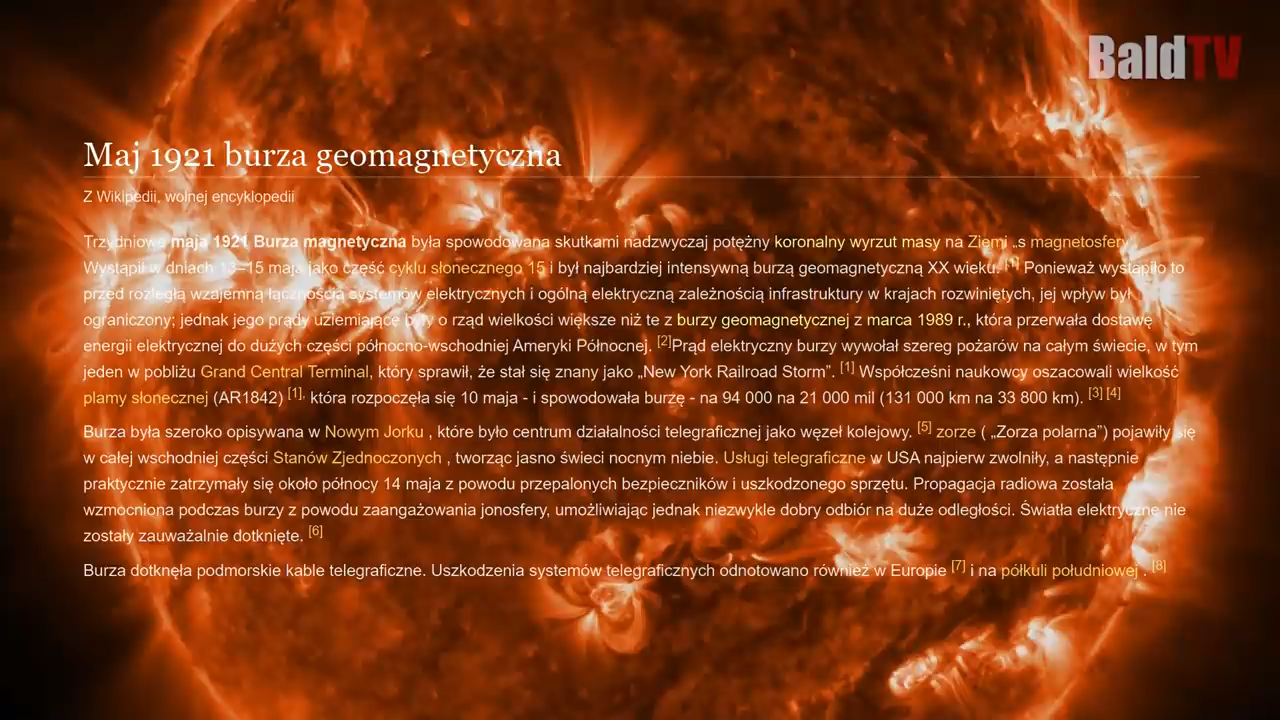 BaldTV
Maj 1921 burza geomagnetyczna
Z Wikipedii, wolnej encyklopedii
Trzydniowe maja 1921 Burza magnetyczna była spowodowana skutkami nadzwyczaj potężny koronalny wyrzut masy na Ziemi „s magnetosfery .
Wystąpił w dniach 13–15 maja jako część cyklu słonecznego 15 i był najbardziej intensywną burzą geomagnetyczną XX wieku. [1] Ponieważ wystąpiło to
przed rozległą wzajemną łącznością systemów elektrycznych i ogólną elektryczną zależnością infrastruktury w krajach rozwiniętych, jej wpływ był
ograniczony; jednak jego prądy uziemiające były o rząd wielkości większe niż te z burzy geomagnetycznej z marca 1989 r., która przerwała dostawę
energii elektrycznej do dużych części północno-wschodniej Ameryki Północnej. [2]Prąd elektryczny burzy wywołał szereg pożarów na całym świecie, w tym
jeden w pobliżu Grand Central Terminal, który sprawił, że stał się znany jako „New York Railroad Storm”. [1] Współcześni naukowcy oszacowali wielkość
plamy słonecznej (AR1842) [1], która rozpoczęła się 10 maja - i spowodowała burzę - na 94 000 na 21 000 mil (131 000 km na 33 800 km). [3] [4]
Burza była szeroko opisywana w Nowym Jorku , które było centrum działalności telegraficznej jako węzeł kolejowy. [5] zorze ( „Zorza polarna”) pojawiły się
w całej wschodniej części Stanów Zjednoczonych , tworząc jasno świeci nocnym niebie. Usługi telegraficzne w USA najpierw zwolniły, a następnie
praktycznie zatrzymały się około północy 14 maja z powodu przepalonych bezpieczników i uszkodzonego sprzętu. Propagacja radiowa została
wzmocniona podczas burzy z powodu zaangażowania jonosfery, umożliwiając jednak niezwykle dobry odbiór na duże odległości. Światła elektryczne nie
zostały zauważalnie dotknięte. [6]
Burza dotknęła podmorskie kable telegraficzne. Uszkodzenia systemów telegraficznych odnotowano również w Europie [7] i na półkuli południowej . [8]